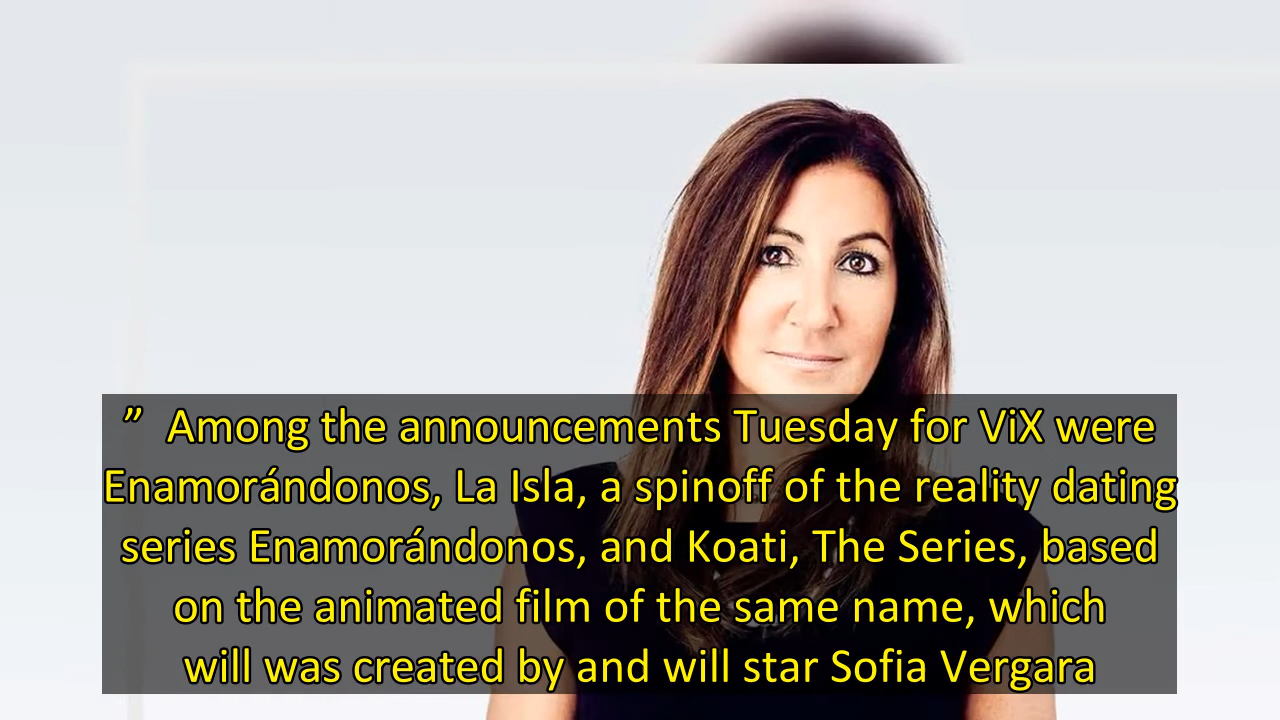 ”  Among the announcements Tuesday for ViX were
Enamorándonos, La Isla, a spinoff of the reality dating
series Enamorándonos, and Koati, The Series, based
on the animated film of the same name, which
will was created by and will star Sofia Vergara